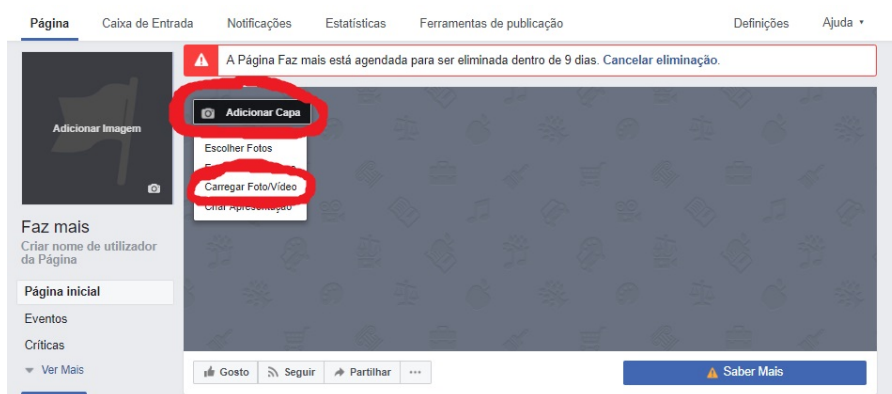 Página Caixa de Entrada Notificações Estatísticas Ferramentas de publicação Definições Ajuda
A Página Faz mais está agendada para ser eliminada dentro de 9 dias. Cancelar eliminação.
Adicionar Imagem
Adicionar Capa
Escolher Fotos
Carregar Foto/Vídeo
Criar Apresentação
Faz mais
Criar nome de utilizador
da Página
Página inicial
Eventos
Críticas
Ver Mais
Gosto Seguir Partilhar ...
Saber Mais